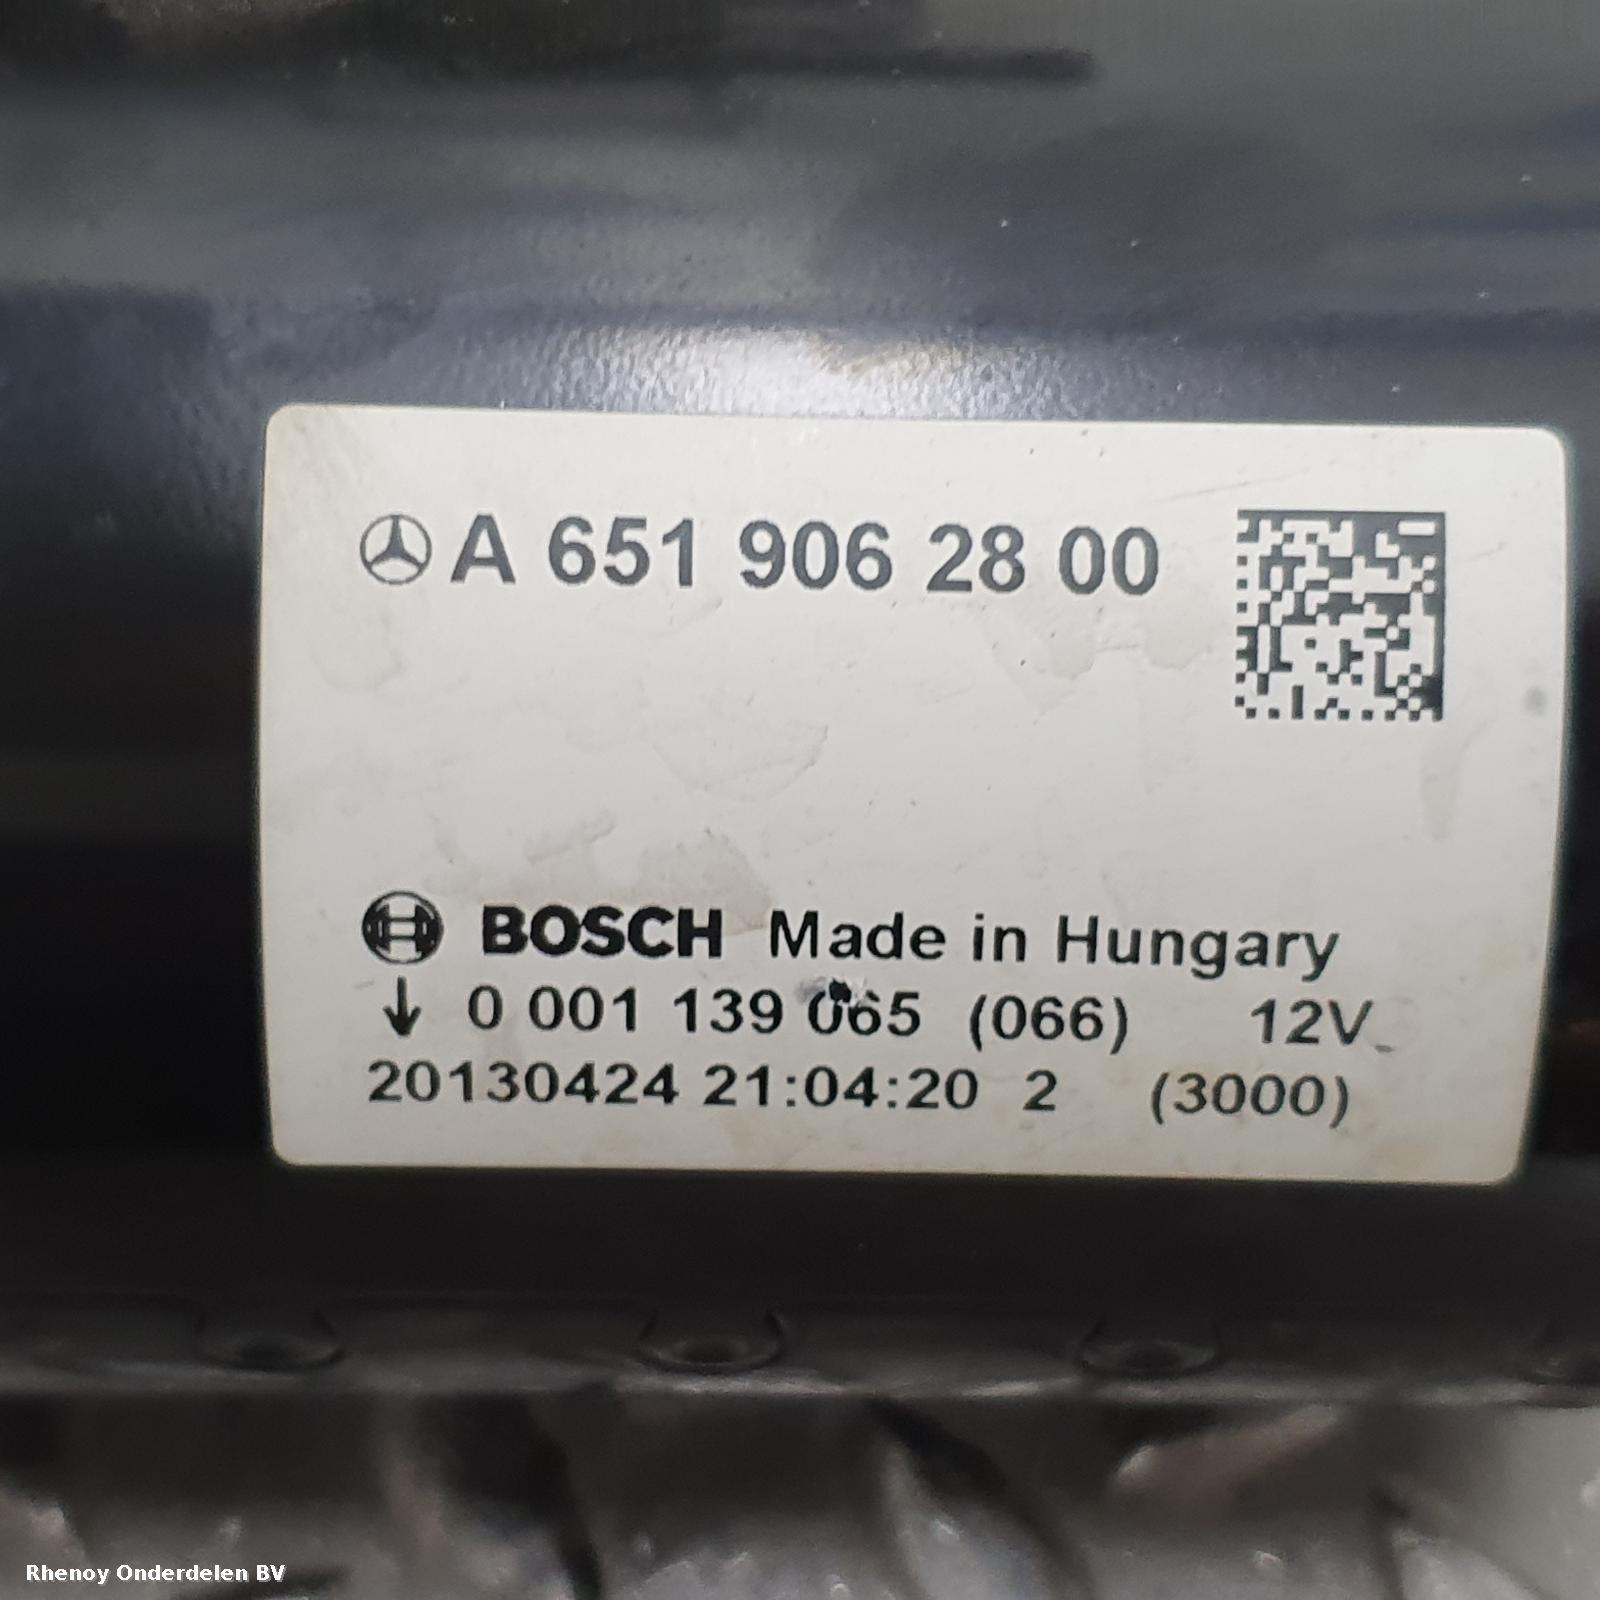 A 651 906 28 00
BOSCH Made in Hungary
↓ 0 001 139 065 (066) 12V
20130424 21:04:20 2 (3000)
Rhenoy Onderdelen BV